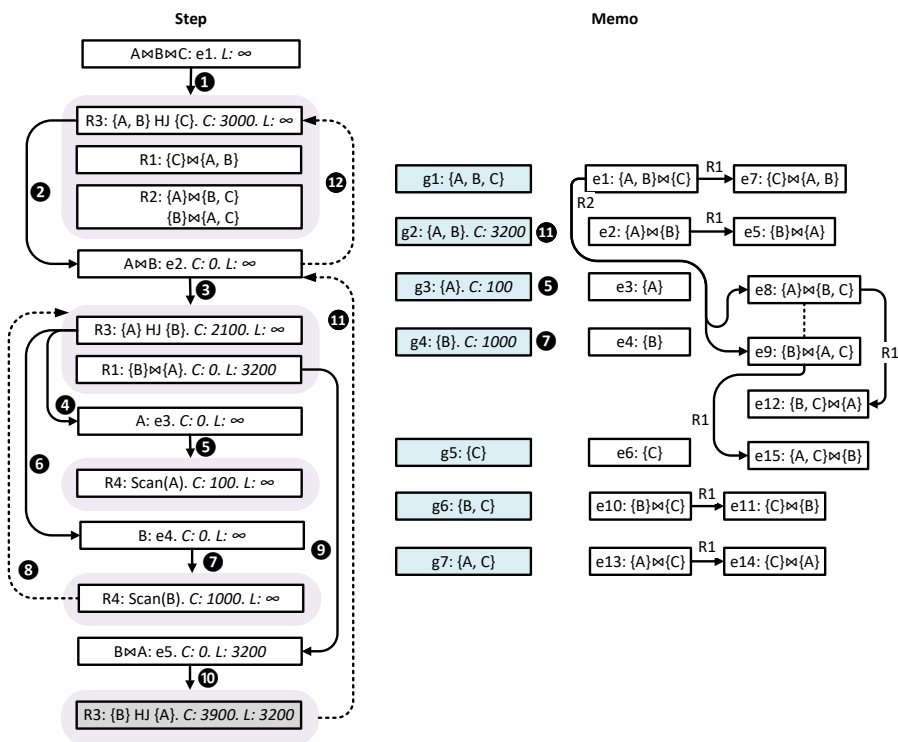 Step
A⋈B⋈C: e1. L: ∞
1
R3: {A, B} HJ {C}. C: 3000. L: ∞
R1: {C}⋈{A, B}
R2: {A}⋈{B, C}
{B}⋈{A, C}
2
12
A⋈B: e2. C: 0. L: ∞
3
11
R3: {A} HJ {B}. C: 2100. L: ∞
R1: {B}⋈{A}. C: 0. L: 3200
4
A: e3. C: 0. L: ∞
5
6
R4: Scan(A). C: 100. L: ∞
B: e4. C: 0. L: ∞
7
9
8
R4: Scan(B). C: 1000. L: ∞
B⋈A: e5. C: 0. L: 3200
10
R3: {B} HJ {A}. C: 3900. L: 3200
Memo
g1: {A, B, C}
e1: {A, B}⋈{C}
R1
e7: {C}⋈{A, B}
R2
g2: {A, B}. C: 3200
11
e2: {A}⋈{B}
R1
e5: {B}⋈{A}
g3: {A}. C: 100
5
e3: {A}
e8: {A}⋈{B, C}
g4: {B}. C: 1000
7
e4: {B}
e9: {B}⋈{A, C}
R1
e12: {B, C}⋈{A}
R1
g5: {C}
e6: {C}
e15: {A, C}⋈{B}
g6: {B, C}
e10: {B}⋈{C}
R1
e11: {C}⋈{B}
g7: {A, C}
e13: {A}⋈{C}
R1
e14: {C}⋈{A}